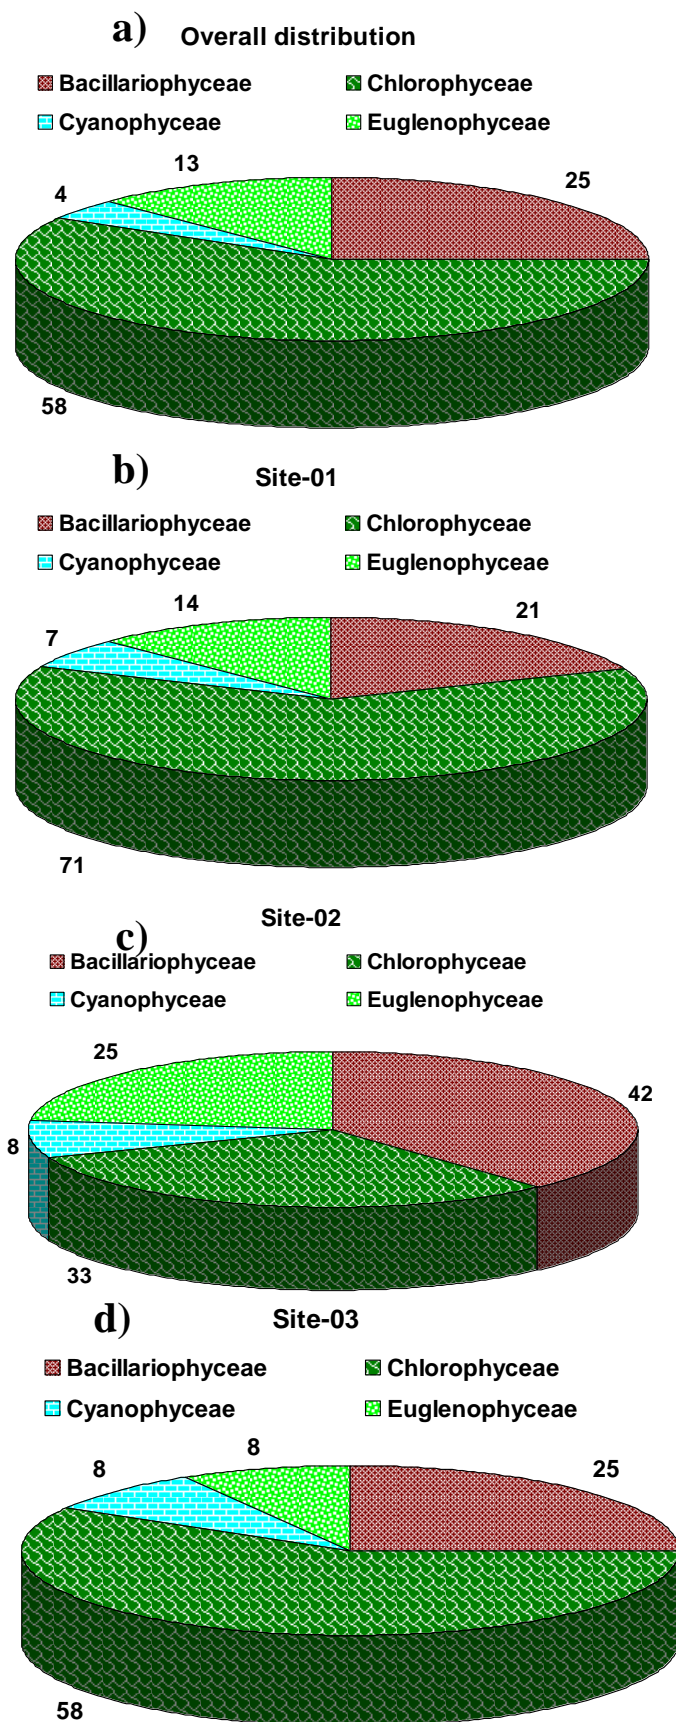 a) Overall distribution
Bacillariophyceae Chlorophyceae
Cyanophyceae Euglenophyceae
13
4 25
58
b) Site-01
Bacillariophyceae Chlorophyceae
Cyanophyceae Euglenophyceae
14 21
7
71
Site-02
c)
Bacillariophyceae Chlorophyceae
Cyanophyceae Euglenophyceae
25
42
8
33
d) Site-03
Bacillariophyceae Chlorophyceae
Cyanophyceae Euglenophyceae
8
8 25
58